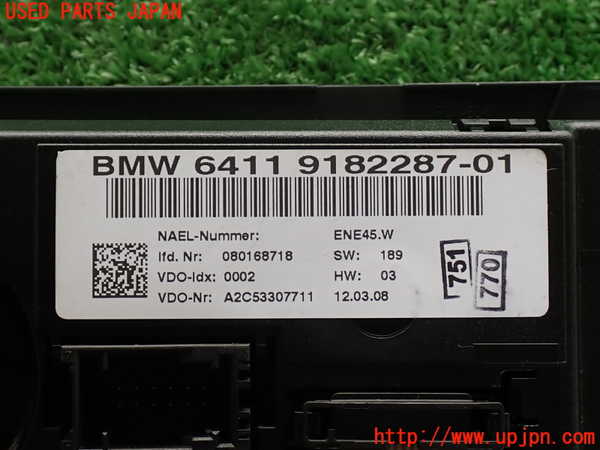 USED PARTS JAPAN
BMW 6411 9182287-01
NAEL-Nummer: ENE45.W
lfd. Nr: 080168718 SW: 189
VDO-Idx: 0002 HW: 03
VDO-Nr: A2C53307711 12.03.08
751
770
http://www.upjpn.com